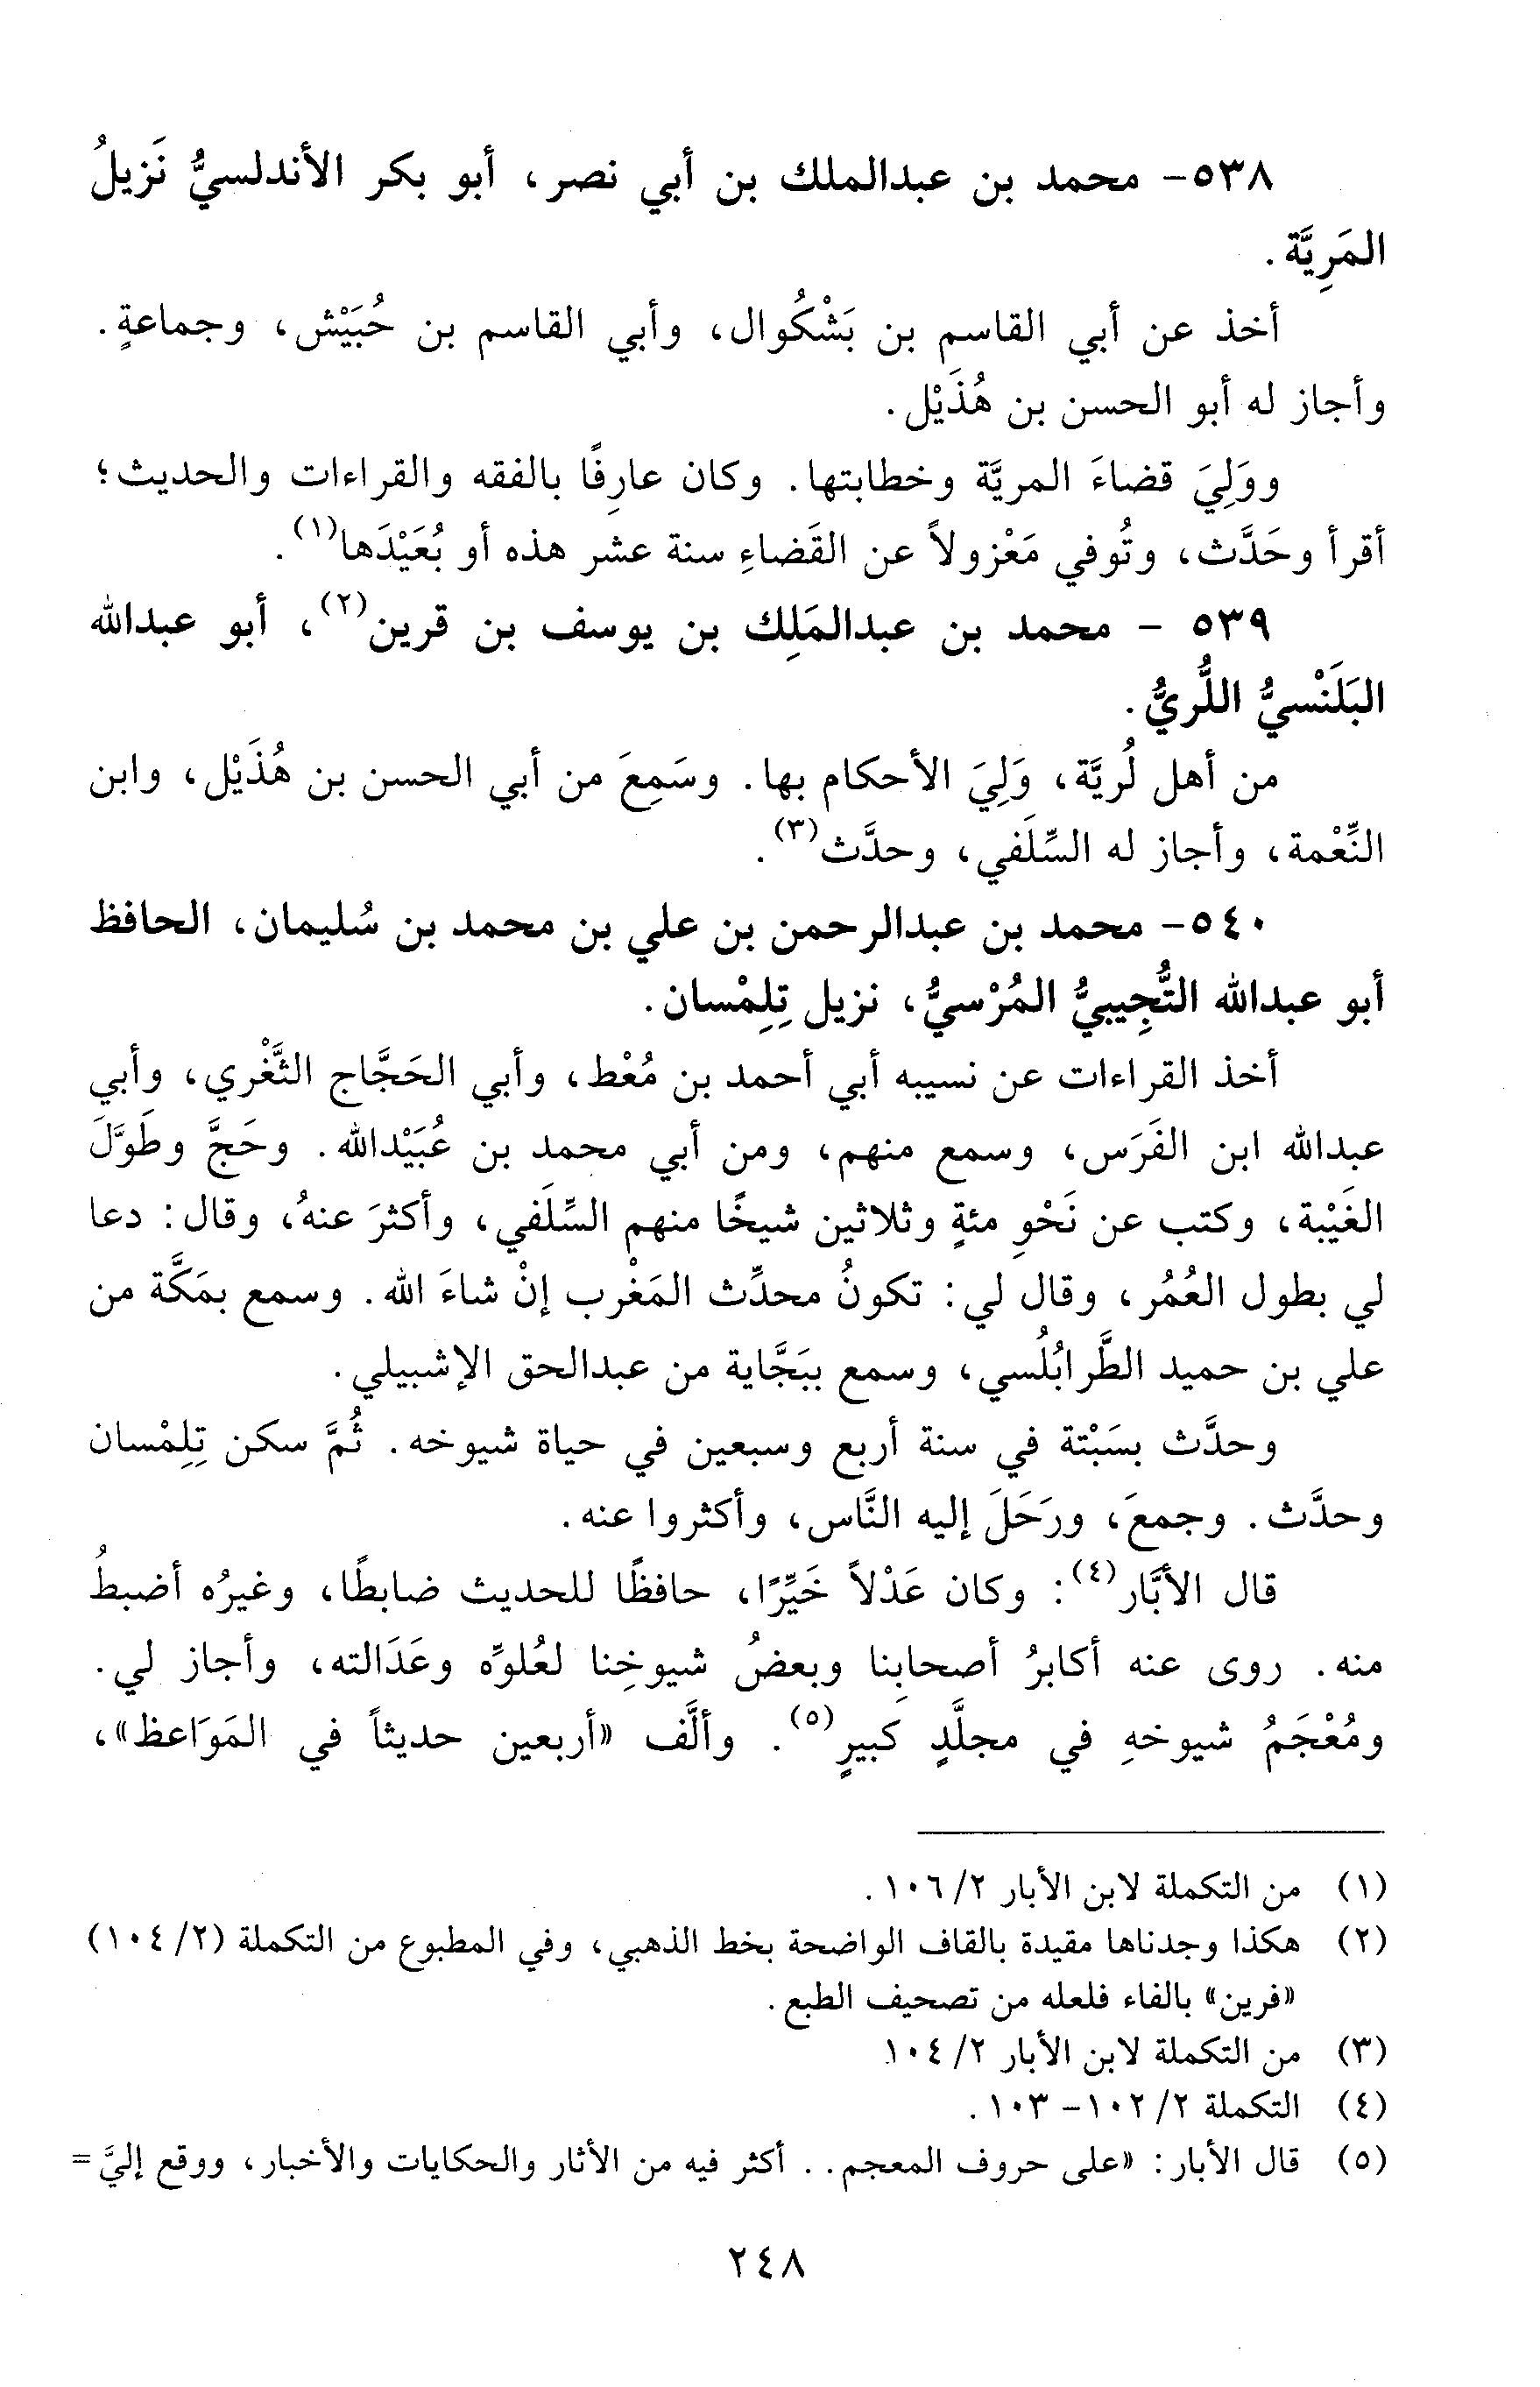 ٥٣٨- محمد بن عبدالملك بن أبي نصر، أبو بكر الأندلسيُّ نَزيلُ
المَرِيَّة.
أخذ عن أبي القاسم بن بَشْكُوال، وأبي القاسم بن حُبَيْش، وجماعةٍ.
وأجاز له أبو الحسن بن هُذَيْل.
ووَلِيَ قضاءَ المريَّة وخطابتها. وكان عارِفًا بالفقه والقراءات والحديث؛
أقرأ وحَدَّث، وتُوفي مَعْزولاً عن القَضاءِ سنة عشر هذه أو بُعَيْدَها(١).
٥٣٩ - محمد بن عبدالمَلِك بن يوسف بن قرين(٢)، أبو عبدالله
البَلَنْسيُّ اللُّريُّ.
من أهل لُريَّة، وَلِيَ الأحكام بها. وسَمِعَ من أبي الحسن بن هُذَيْل، وابن
النِّعْمة، وأجاز له السِّلَفي، وحدَّث(٣).
٥٤٠- محمد بن عبدالرحمن بن علي بن محمد بن سُليمان، الحافظ
أبو عبدالله التُّجِيبيُّ المُرْسيُّ، نزيل تِلِمْسان.
أخذ القراءات عن نسيبه أبي أحمد بن مُعْط، وأبي الحَجَّاج الثَّغْري، وأبي
عبدالله ابن الفَرَس، وسمع منهم، ومن أبي محمد بن عُبَيْدالله. وحَجَّ وطَوَّلَ
الغَيْبة، وكتب عن نَحْوِ مئةٍ وثلاثين شيخًا منهم السِّلَفي، وأكثرَ عنهُ، وقال: دعا
لي بطول العُمُر، وقال لي: تكونُ محدِّث المَغْرب إنْ شاءَ الله. وسمع بمَكَّة من
علي بن حميد الطَّرابُلُسي، وسمع ببَجَّاية من عبدالحق الإشبيلي.
وحدَّث بسَبْتة في سنة أربع وسبعين في حياة شيوخه. ثُمَّ سكن تِلِمْسان
وحدَّث. وجمعَ، ورَحَلَ إليه النَّاس، وأكثروا عنه.
قال الأبَّار(٤): وكان عَدْلاً خَيِّرًا، حافظًا للحديث ضابطًا، وغيرُه أضبطُ
منه. روى عنه أكابرُ أصحابِنا وبعضُ شيوخِنا لعُلوِّه وعَدَالته، وأجاز لي.
ومُعْجَمُ شيوخهِ في مجلَّدٍ كَبيرٍ(٥). وألَّف «أربعين حديثاً في المَوَاعظ»،
(١) من التكملة لابن الأبار ٢/ ١٠٦.
(٢) هكذا وجدناها مقيدة بالقاف الواضحة بخط الذهبي، وفي المطبوع من التكملة (٢/ ١٠٤)
«فرين» بالفاء فلعله من تصحيف الطبع.
(٣) من التكملة لابن الأبار ٢/ ١٠٤
(٤) التكملة ٢/ ١٠٢- ١٠٣.
(٥) قال الأبار: «على حروف المعجم.. أكثر فيه من الأثار والحكايات والأخبار، ووقع إليَّ =
٢٤٨